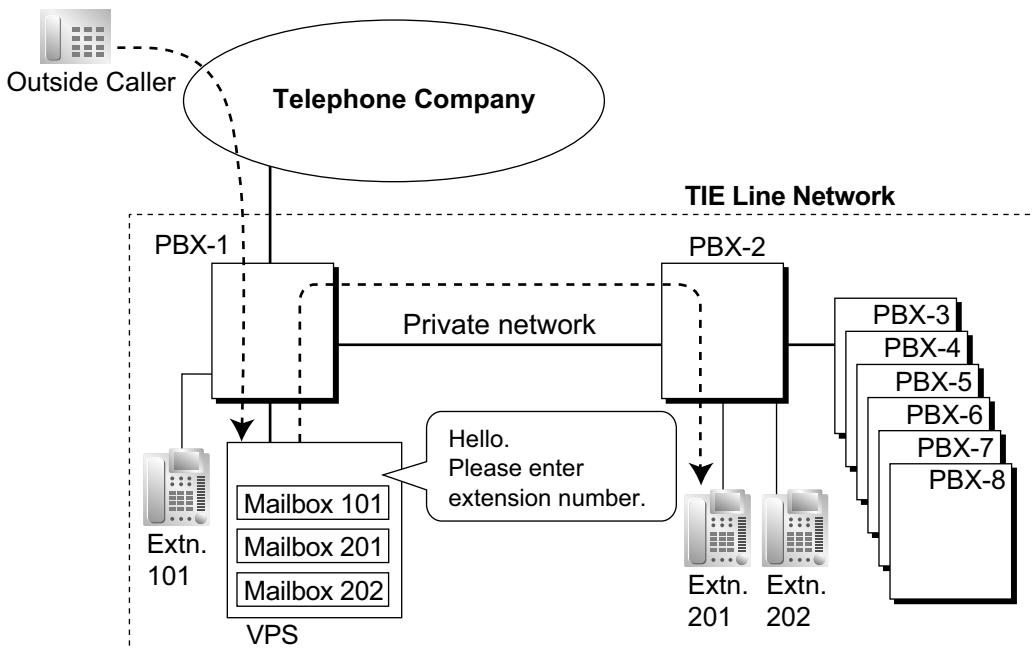 Outside Caller
Telephone Company
TIE Line Network
PBX-1
PBX-2
Private network
PBX-3
PBX-4
PBX-5
PBX-6
PBX-7
PBX-8
Hello.
Please enter
extension number.
Extn.
101
Mailbox 101
Mailbox 201
Mailbox 202
VPS
Extn.
201
Extn.
202